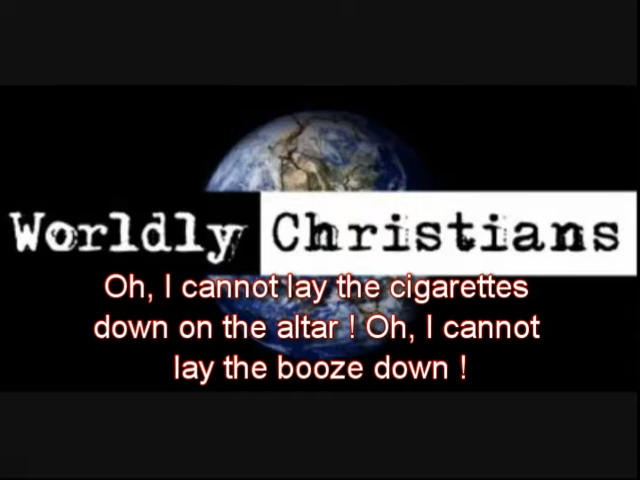 Worldly Christians
Oh, I cannot lay the cigarettes
down on the altar ! Oh, I cannot
lay the booze down !